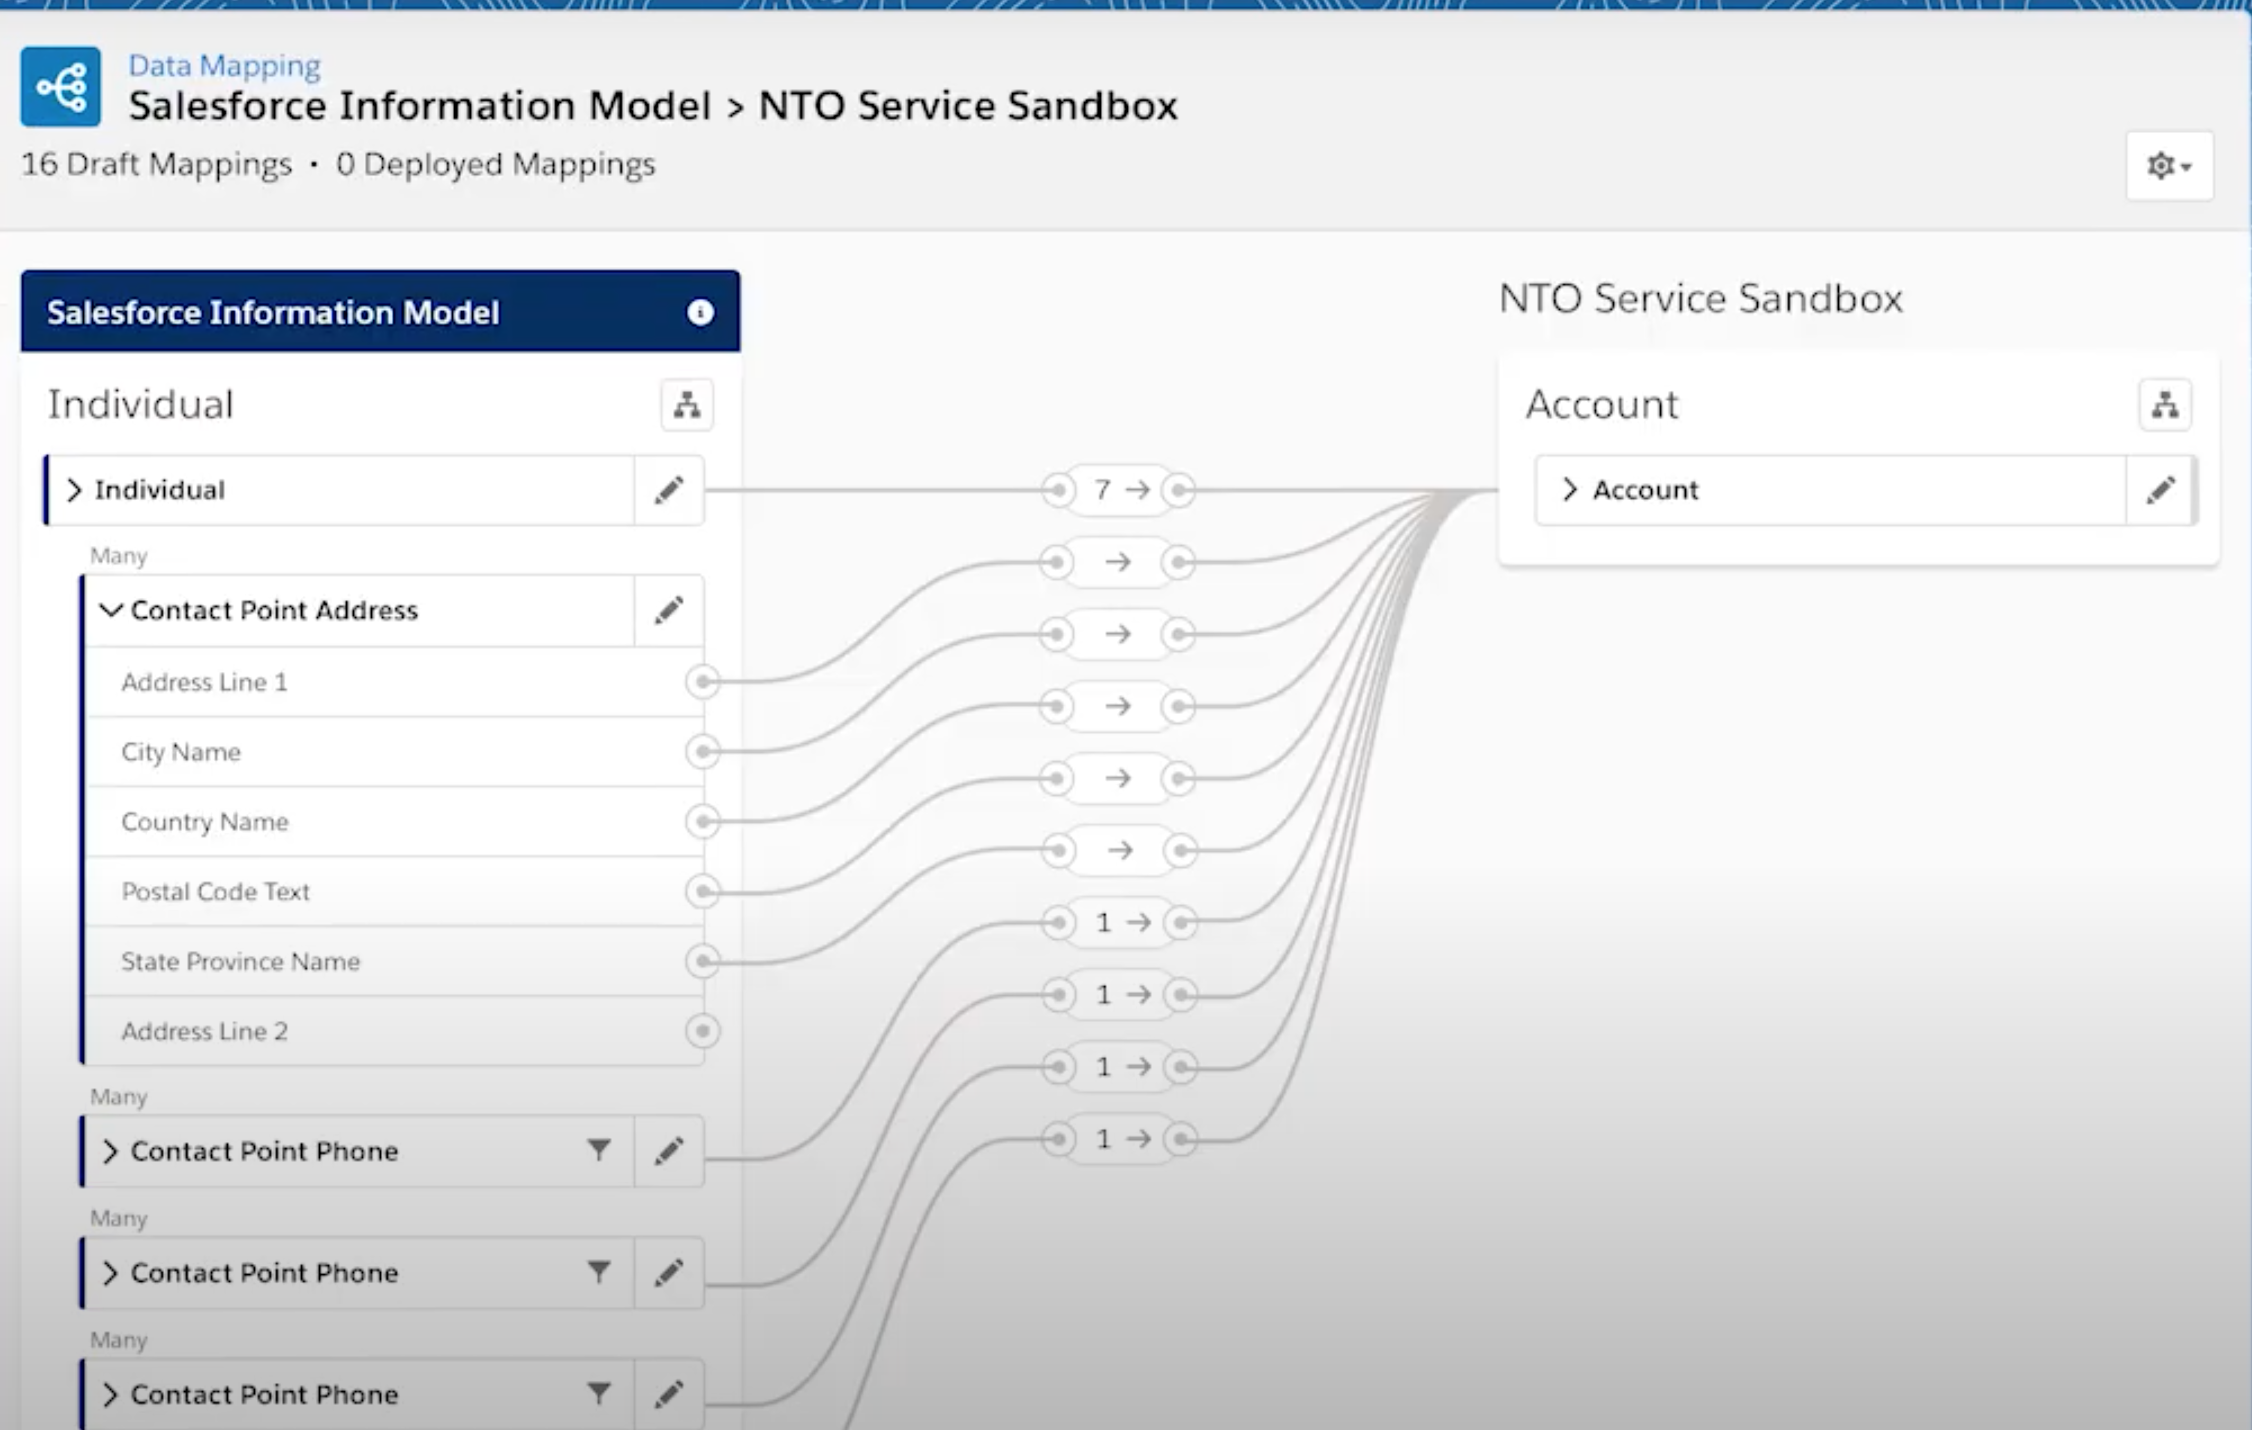 Data Mapping
Salesforce Information Model > NTO Service Sandbox
16 Draft Mappings • 0 Deployed Mappings
Salesforce Information Model
NTO Service Sandbox
Individual
Account
Individual
7
Account
Many
Contact Point Address
Address Line 1
City Name
Country Name
Postal Code Text
State Province Name
1
1
Address Line 2
1
Many
1
Contact Point Phone
Many
Contact Point Phone
Many
Contact Point Phone